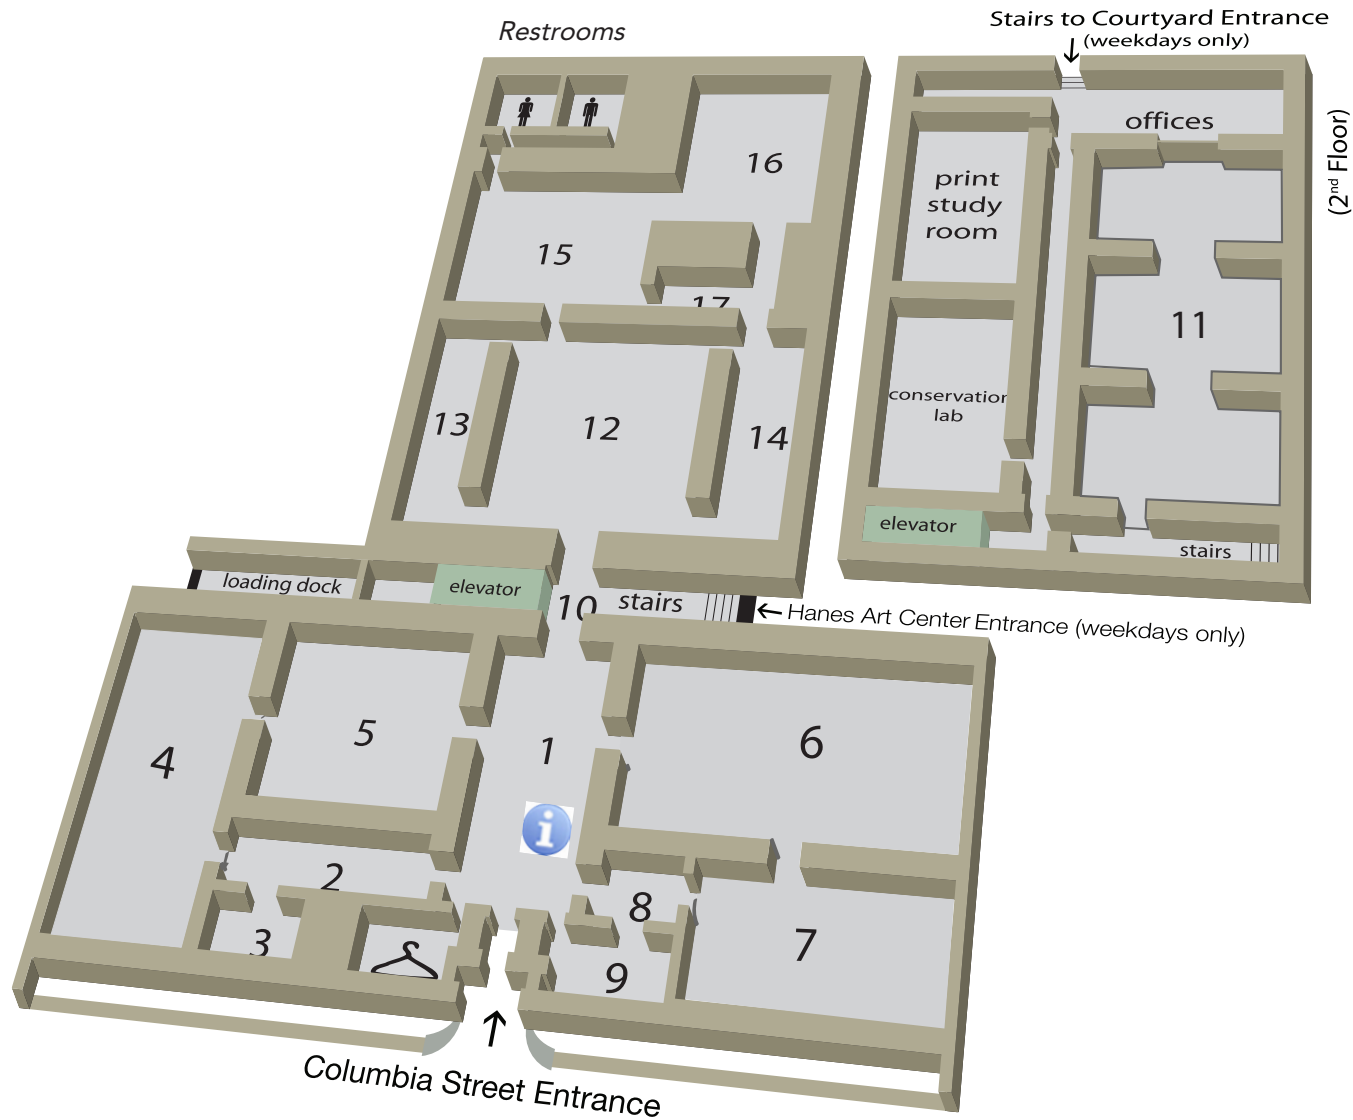 Restrooms
Stairs to Courtyard Entrance
(weekdays only)
offices
(2nd Floor)
16
print
study
room
15
17
11
13
12
14
conservation
lab
elevator
stairs
loading dock
elevator
10
stairs
Hanes Art Center Entrance (weekdays only)
5
1
6
4
i
2
8
3
9
7
Columbia Street Entrance